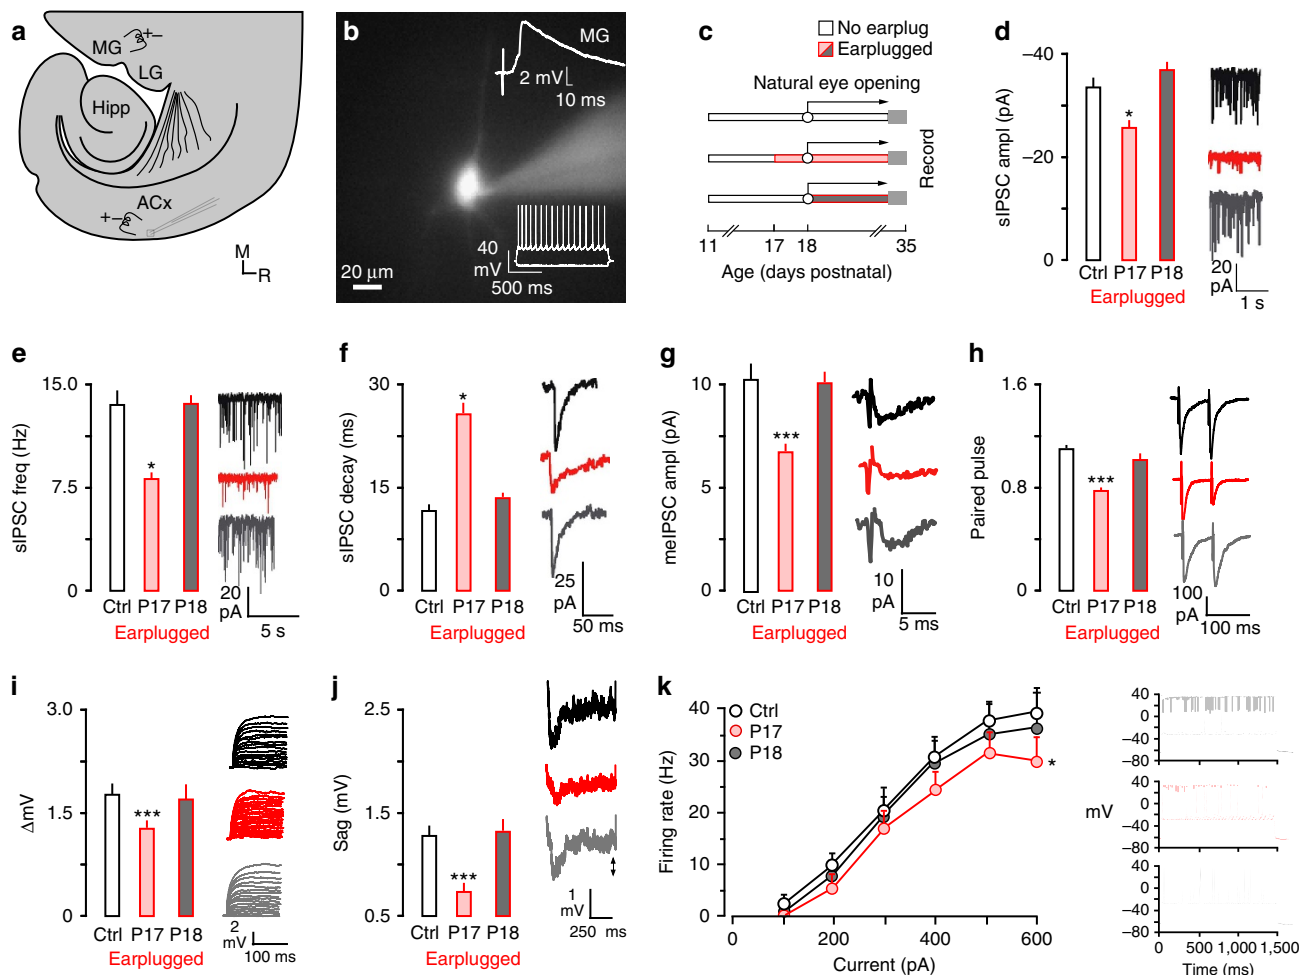 a
MG
+−
LG
Hipp
ACx
+−
M
R
b
MG
2 mV
10 ms
40
mV
500 ms
20 µm
c
No earplug
Earplugged
Natural eye opening
Record
11
17
18
35
Age (days postnatal)
d
sIPSC ampl (pA)
−40
−20
0
Ctrl P17 P18
Earplugged
20
pA
1 s
e
sIPSC freq (Hz)
15.0
7.5
0
*
Ctrl P17 P18
Earplugged
20
pA
5 s
f
sIPSC decay (ms)
30
15
0
*
Ctrl P17 P18
Earplugged
25
pA
50 ms
g
meIPSC ampl (pA)
10
5
0
***
Ctrl P17 P18
Earplugged
10
pA
5 ms
h
Paired pulse
1.6
0.8
0
***
Ctrl P17 P18
Earplugged
100
pA
100 ms
i
ΔmV
3.0
1.5
0
***
Ctrl P17 P18
Earplugged
2
mV
100 ms
j
Sag (mV)
2.5
1.5
0.5
***
Ctrl P17 P18
Earplugged
1
mV
250 ms
k
Firing rate (Hz)
40
30
20
10
0
Ctrl
P17
P18
*
0 200 400 600
Current (pA)
mV
40
0
−40
−80
40
0
−40
−80
40
0
−40
−80
0 500 1,000 1,500
Time (ms)